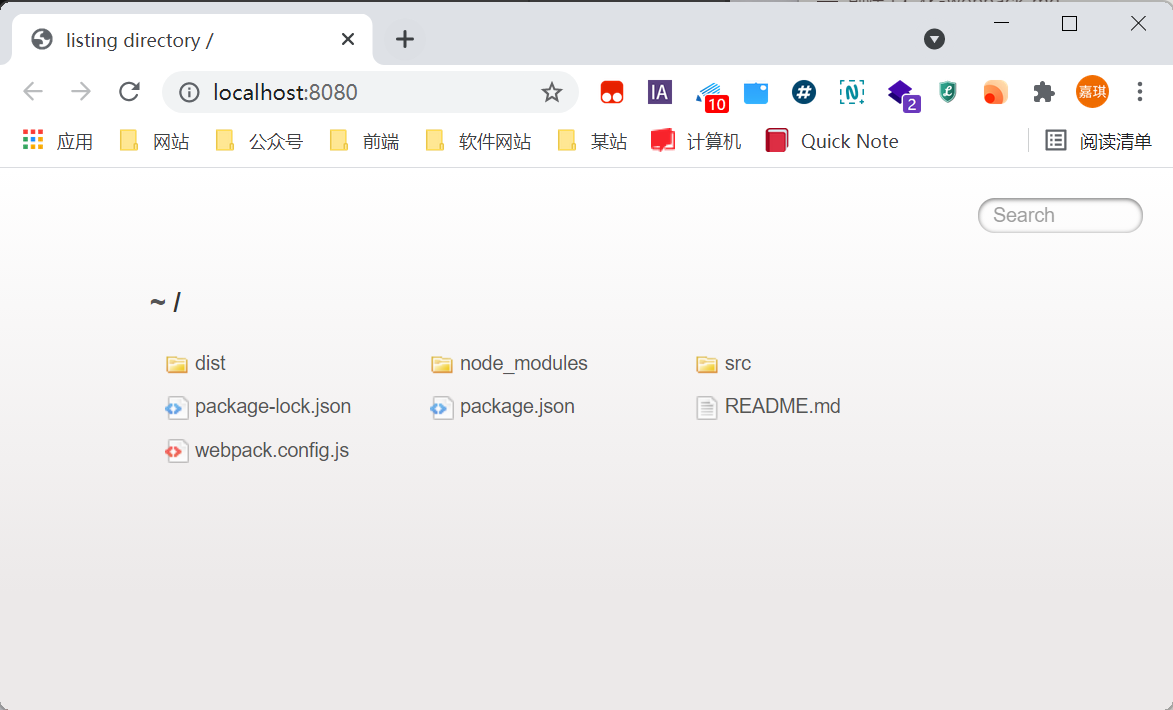 listing directory /
localhost:8080
IA
10
#
N
2
£
嘉琪
应用 网站 公众号 前端 软件网站 某站 计算机 Quick Note 阅读清单
Search
~ /
dist node_modules src
package-lock.json package.json README.md
webpack.config.js